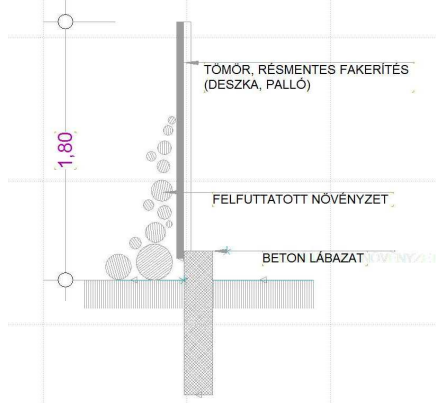 TÖMÖR, RÉSMENTES FAKERÍTÉS
(DESZKA, PALLÓ)
1,80
FELFUTTATOTT NÖVÉNYZET
BETON LÁBAZAT